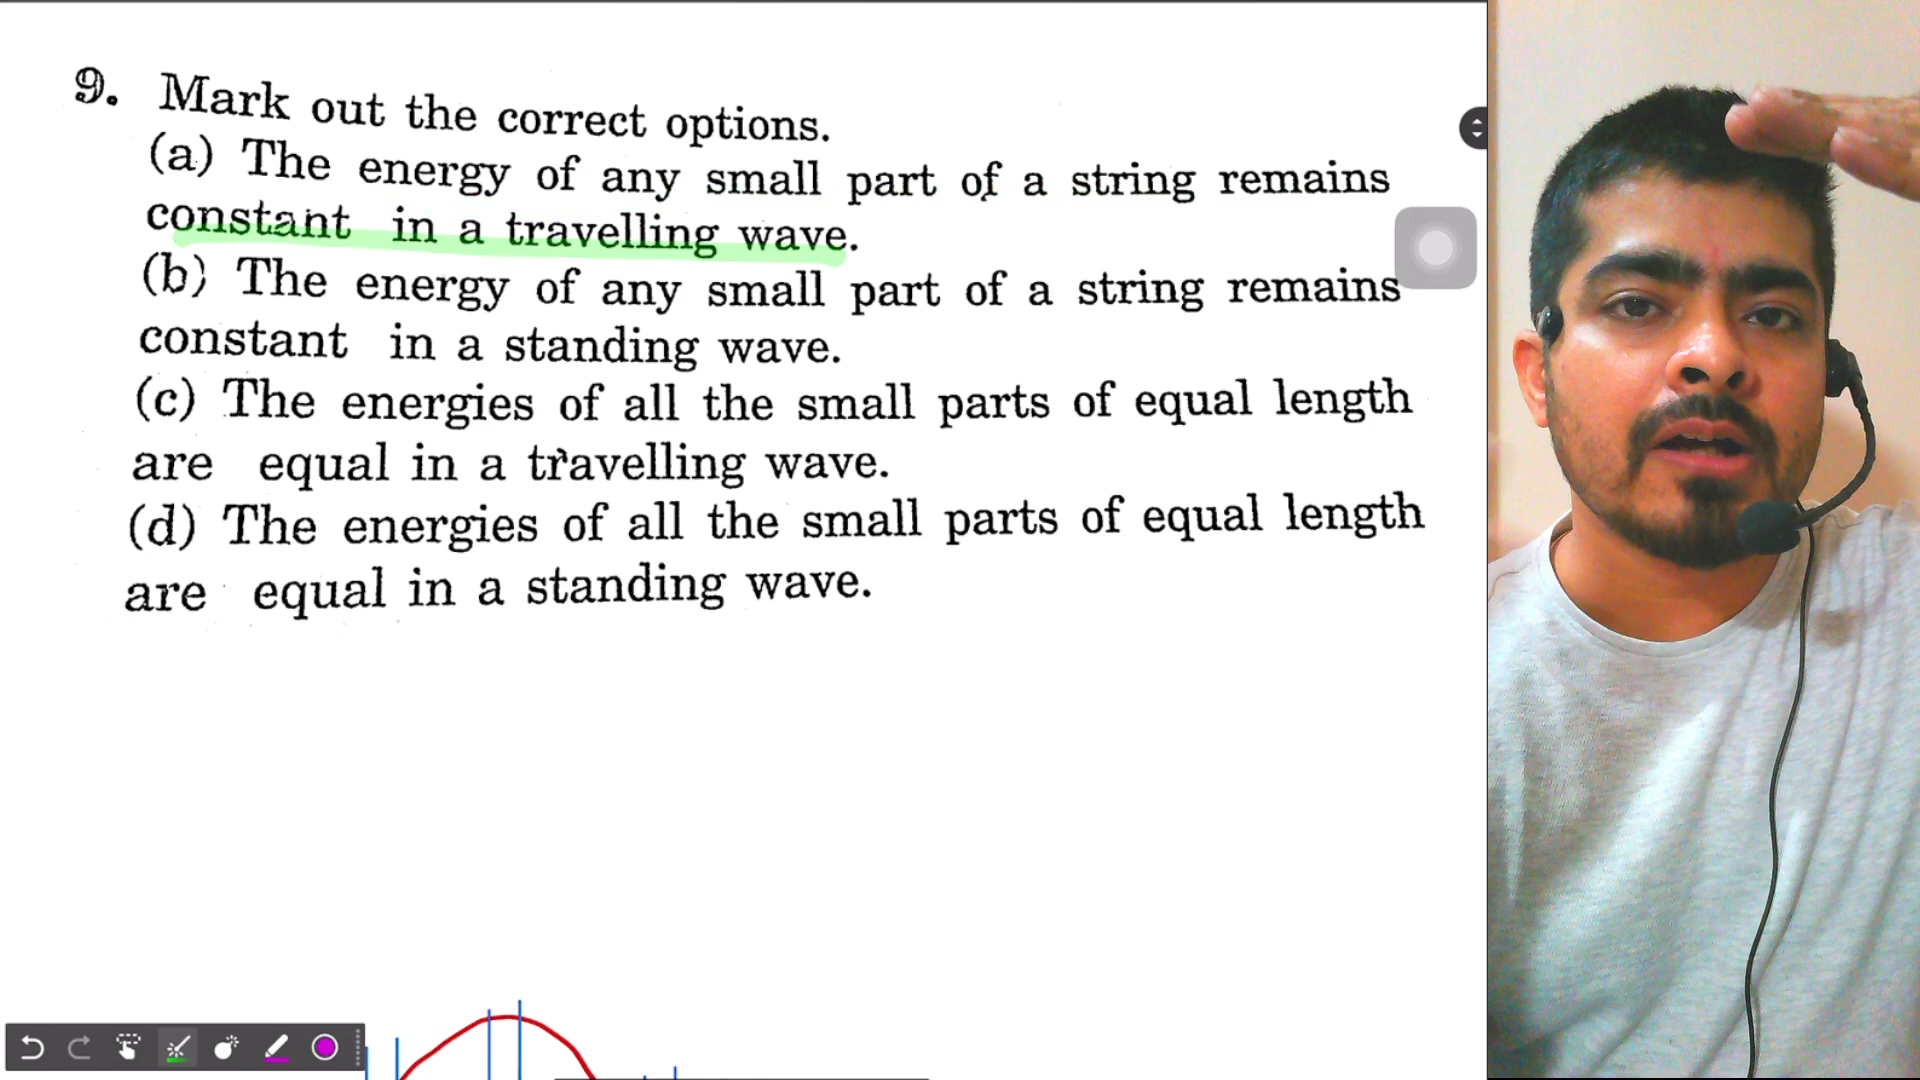 9. Mark out the correct options.
(a) The energy of any small part of a string remains
constant in a travelling wave.
(b) The energy of any small part of a string remains
constant in a standing wave.
(c) The energies of all the small parts of equal length
are equal in a travelling wave.
(d) The energies of all the small parts of equal length
are equal in a standing wave.